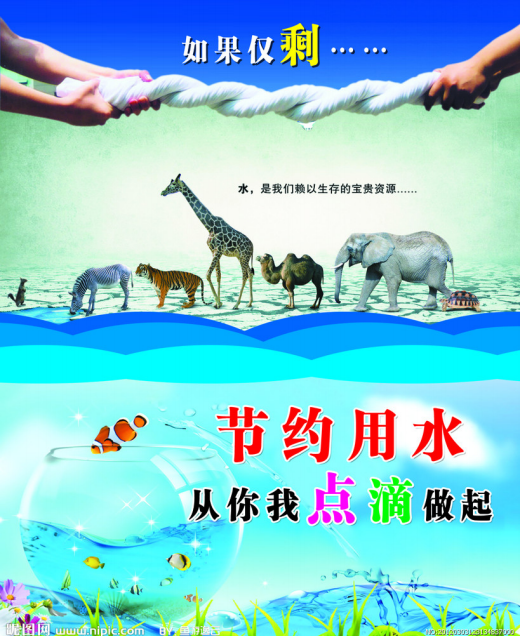 如果仅剩……
水，是我们赖以生存的宝贵资源……
节约用水
从你我点滴做起
昵图网
www.nipic.com